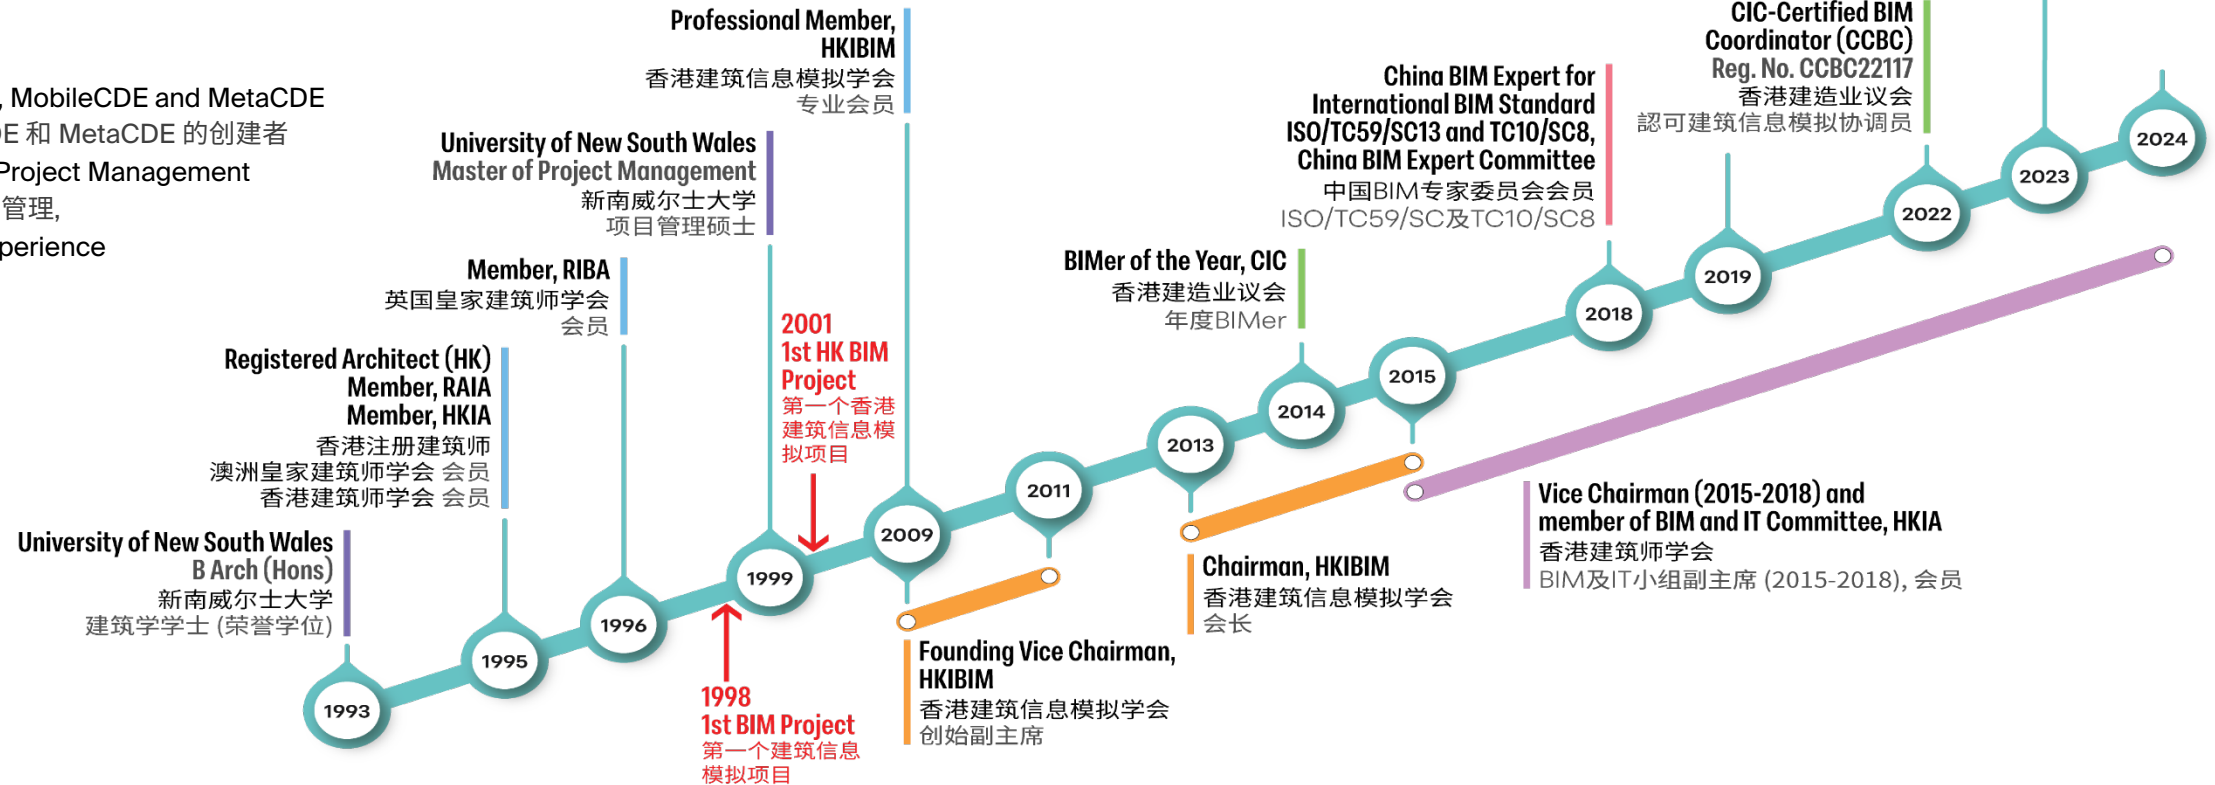 , MobileCDE and MetaCDE
DE 和 MetaCDE 的创建者
Project Management
管理,
perience
University of New South Wales
B Arch (Hons)
新南威尔士大学
建筑学学士 (荣誉学位)
1993
Registered Architect (HK)
Member, RAIA
Member, HKIA
香港注册建筑师
澳洲皇家建筑师学会 会员
香港建筑师学会 会员
1995
Member, RIBA
英国皇家建筑师学会
会员
1996
1998
1st BIM Project
第一个建筑信息
模拟项目
University of New South Wales
Master of Project Management
新南威尔士大学
项目管理硕士
1999
2001
1st HK BIM
Project
第一个香港
建筑信息模
拟项目
Professional Member,
HKIBIM
香港建筑信息模拟学会
专业会员
2009
Founding Vice Chairman,
HKIBIM
香港建筑信息模拟学会
创始副主席
2011
2013
Chairman, HKIBIM
香港建筑信息模拟学会
会长
BIMer of the Year, CIC
香港建造业议会
年度BIMer
2014
2015
Vice Chairman (2015-2018) and
member of BIM and IT Committee, HKIA
香港建筑师学会
BIM及IT小组副主席 (2015-2018), 会员
China BIM Expert for
International BIM Standard
ISO/TC59/SC13 and TC10/SC8,
China BIM Expert Committee
中国BIM专家委员会会员
ISO/TC59/SC及TC10/SC8
2018
2019
CIC-Certified BIM
Coordinator (CCBC)
Reg. No. CCBC22117
香港建造业议会
認可建筑信息模拟协调员
2022
2023
2024